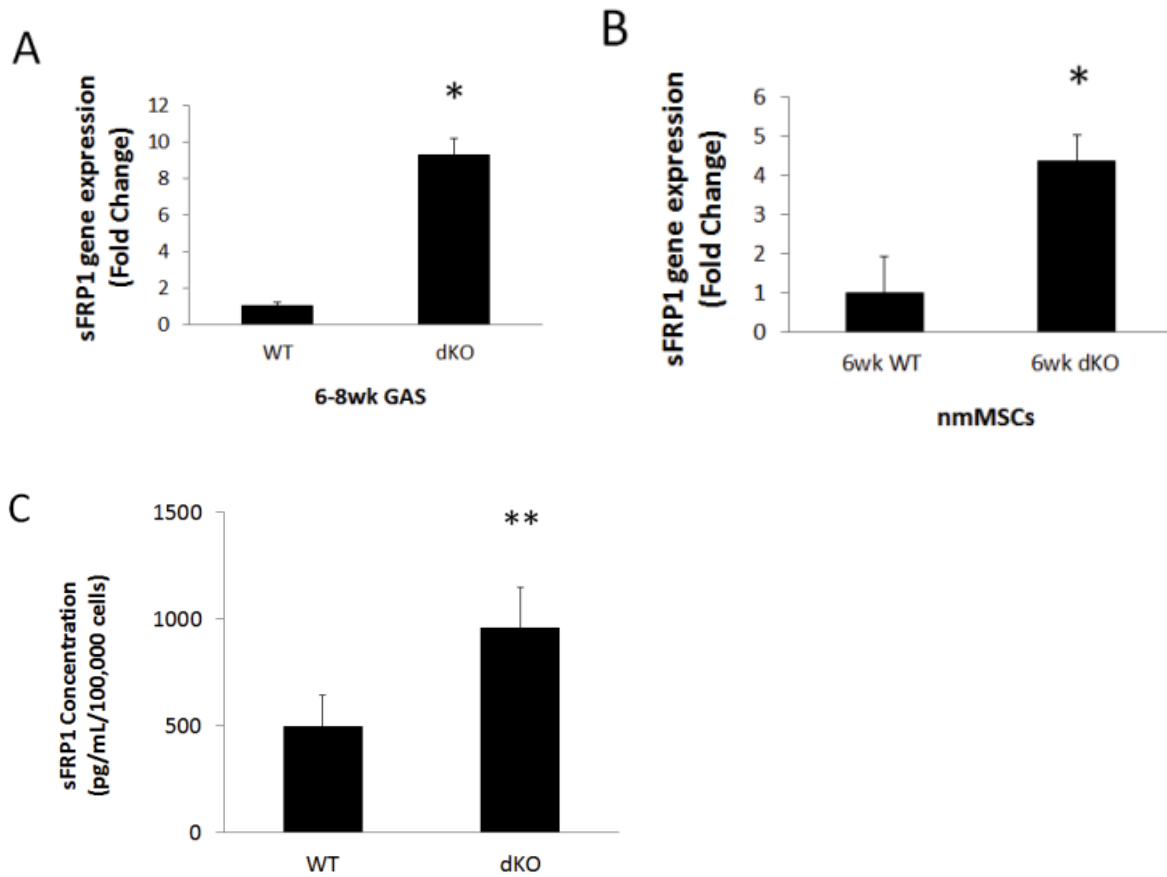 A
sFRP1 gene expression
(Fold Change)
12
10
8
6
4
2
0
*
WT
dKO
6-8wk GAS
B
sFRP1 gene expression
(Fold Change)
6
5
4
3
2
1
0
*
6wk WT
6wk dKO
nmMSCs
C
sFRP1 Concentration
(pg/mL/100,000 cells)
1500
1000
500
0
**
WT
dKO